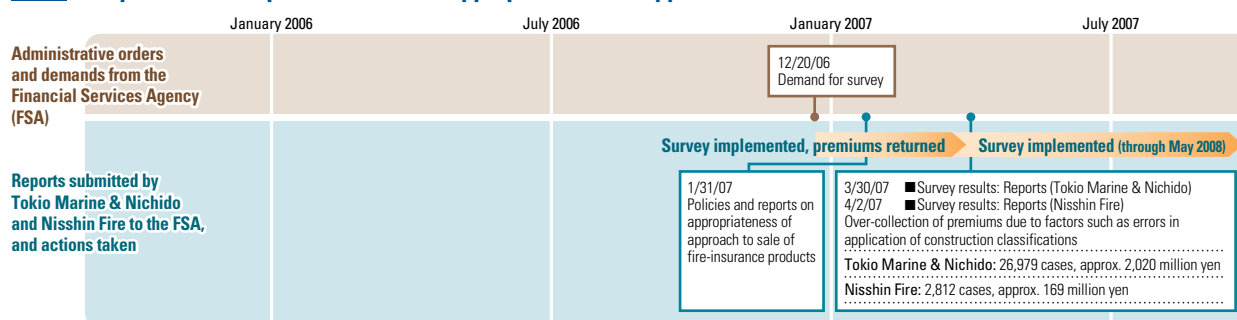 January 2006
July 2006
January 2007
July 2007
Administrative orders
and demands from the
Financial Services Agency
(FSA)
12/20/06
Demand for survey
Survey implemented, premiums returned
Survey implemented (through May 2008)
Reports submitted by
Tokio Marine & Nichido
and Nisshin Fire to the FSA,
and actions taken
1/31/07
Policies and reports on
appropriateness of
approach to sale of
fire-insurance products
3/30/07 ■Survey results: Reports (Tokio Marine & Nichido)
4/2/07 ■Survey results: Reports (Nisshin Fire)
Over-collection of premiums due to factors such as errors in
application of construction classifications
Tokio Marine & Nichido: 26,979 cases, approx. 2,020 million yen
Nisshin Fire: 2,812 cases, approx. 169 million yen